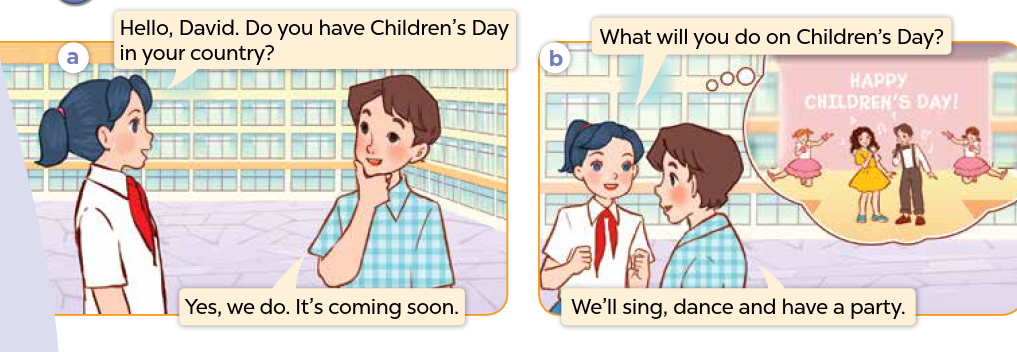 a
Hello, David. Do you have Children's Day
in your country?
Yes, we do. It's coming soon.
b
What will you do on Children's Day?
HAPPY
CHILDREN'S DAY!
We'll sing, dance and have a party.